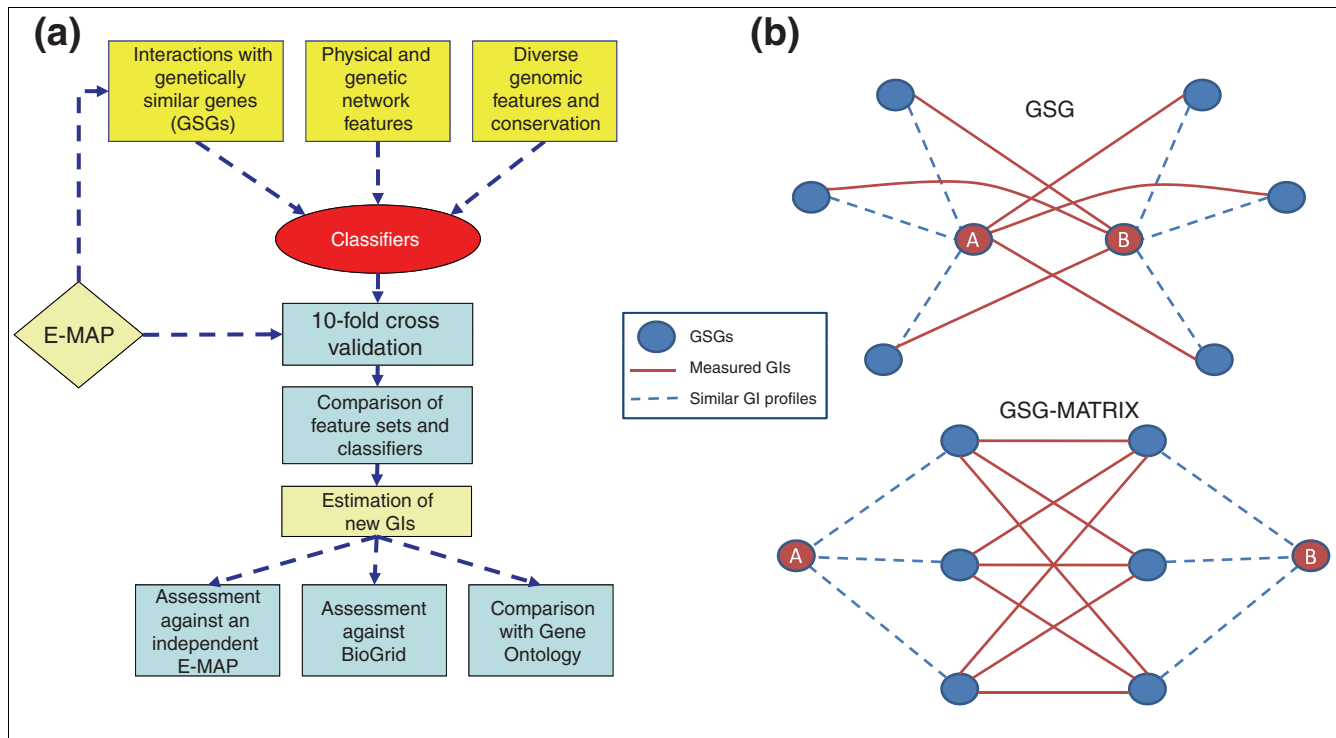 (a)
Interactions with
genetically
similar genes
(GSGs)
Physical and
genetic
network
features
Diverse
genomic
features and
conservation
Classifiers
E-MAP
10-fold cross
validation
Comparison of
feature sets and
classifiers
Estimation of
new GIs
Assessment
against an
independent
E-MAP
Assessment
against
BioGrid
Comparison
with Gene
Ontology
(b)
GSG
A
B
GSGs
Measured GIs
Similar GI profiles
GSG-MATRIX
A
B